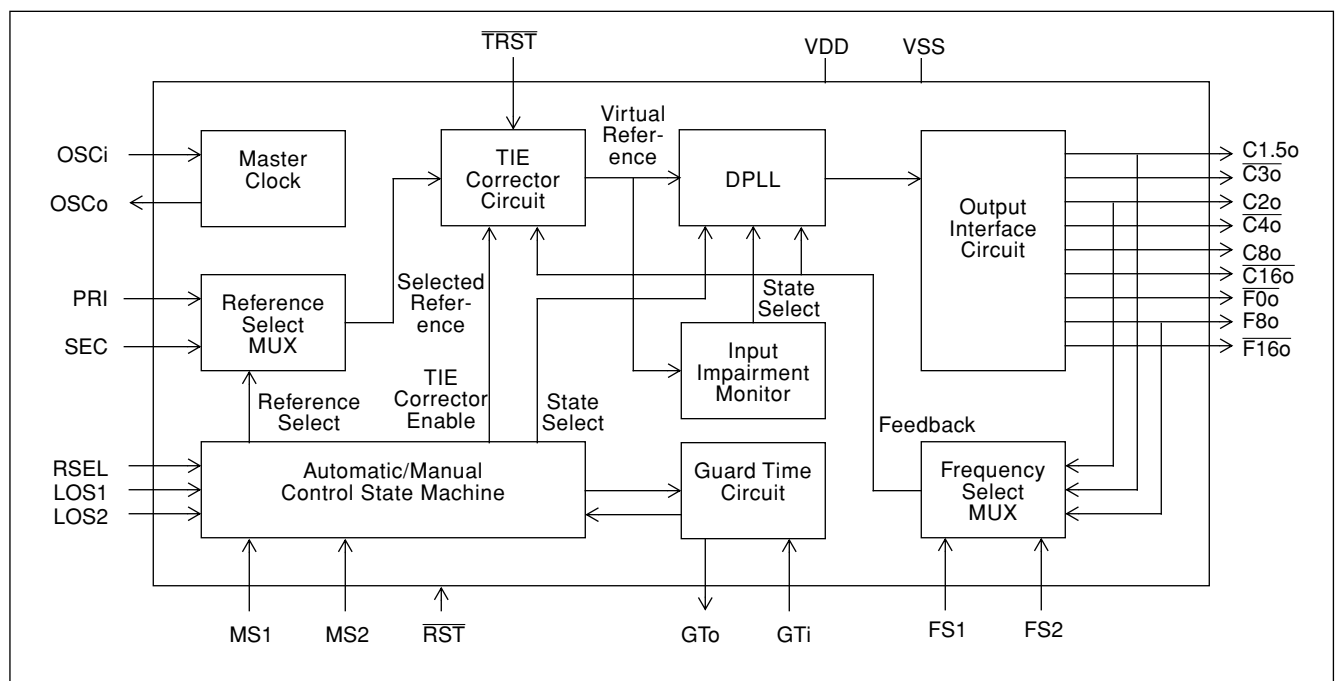 TRST
VDD
VSS
OSCi
OSCo
Master
Clock
TIE
Corrector
Circuit
Virtual
Refer-
ence
DPLL
Output
Interface
Circuit
C1.5o
C3o
C2o
C4o
C8o
C16o
F0o
F8o
F16o
PRI
SEC
Reference
Select
MUX
Selected
Refer-
ence
State
Select
Input
Impairment
Monitor
Reference
Select
TIE
Corrector
Enable
State
Select
Feedback
RSEL
LOS1
LOS2
Automatic/Manual
Control State Machine
Guard Time
Circuit
Frequency
Select
MUX
MS1
MS2
RST
GTo
GTi
FS1
FS2